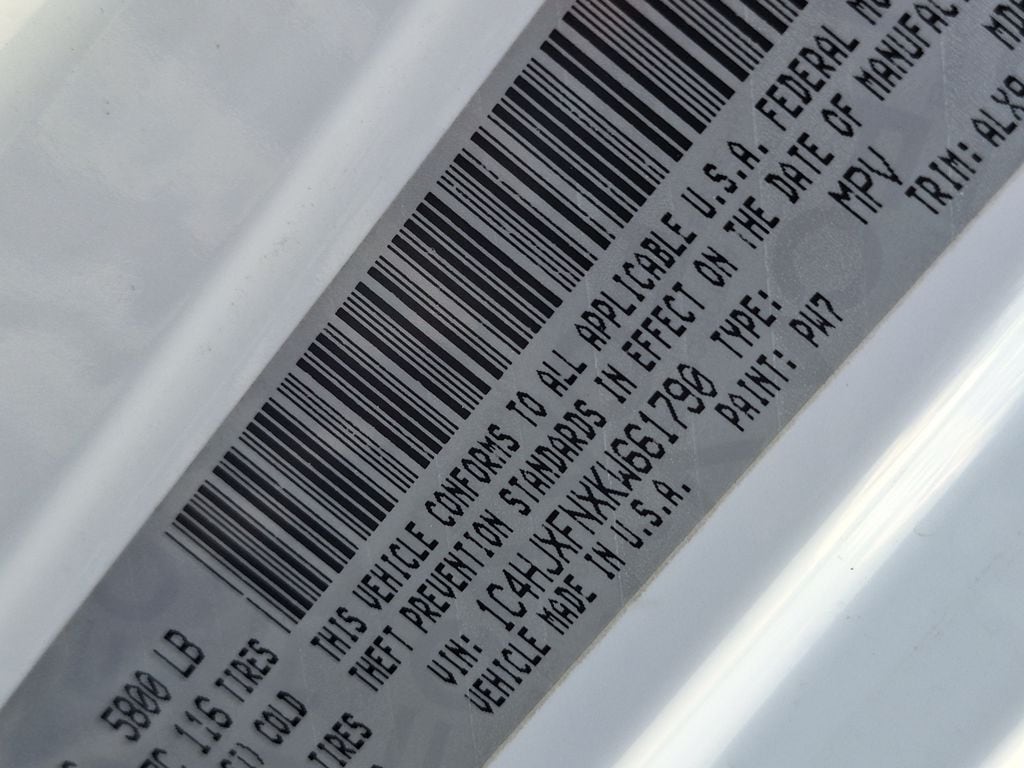 5800 LB
116 TIRES
COLD
TIRES
THIS VEHICLE CONFORMS TO ALL APPLICABLE U.S.A. FEDERAL
THEFT PREVENTION STANDARDS IN EFFECT ON THE DATE OF MANUFAC
VIN: 1C4HJXFNXKW661790 TYPE: MPV
VEHICLE MADE IN U.S.A. PAINT: PW7 TRIM: ALX9